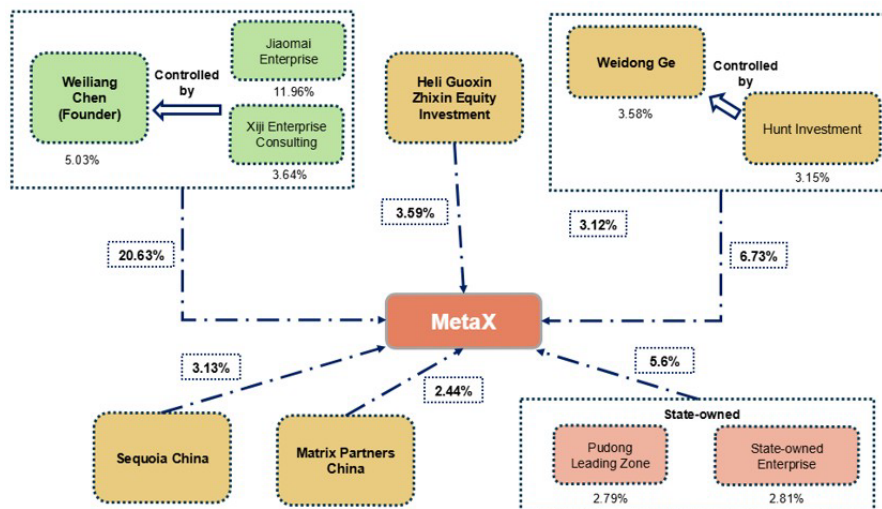 Weiliang
Chen
(Founder)
5.03%
Controlled
by
Jiaomai
Enterprise
11.96%
Xiji Enterprise
Consulting
3.64%
Heli Guoxin
Zhixin Equity
Investment
Weidong Ge
3.58%
Controlled
by
Hunt Investment
3.15%
20.63%
3.59%
3.12%
6.73%
MetaX
3.13%
2.44%
5.6%
Sequoia China
Matrix Partners
China
State-owned
Pudong
Leading Zone
2.79%
State-owned
Enterprise
2.81%